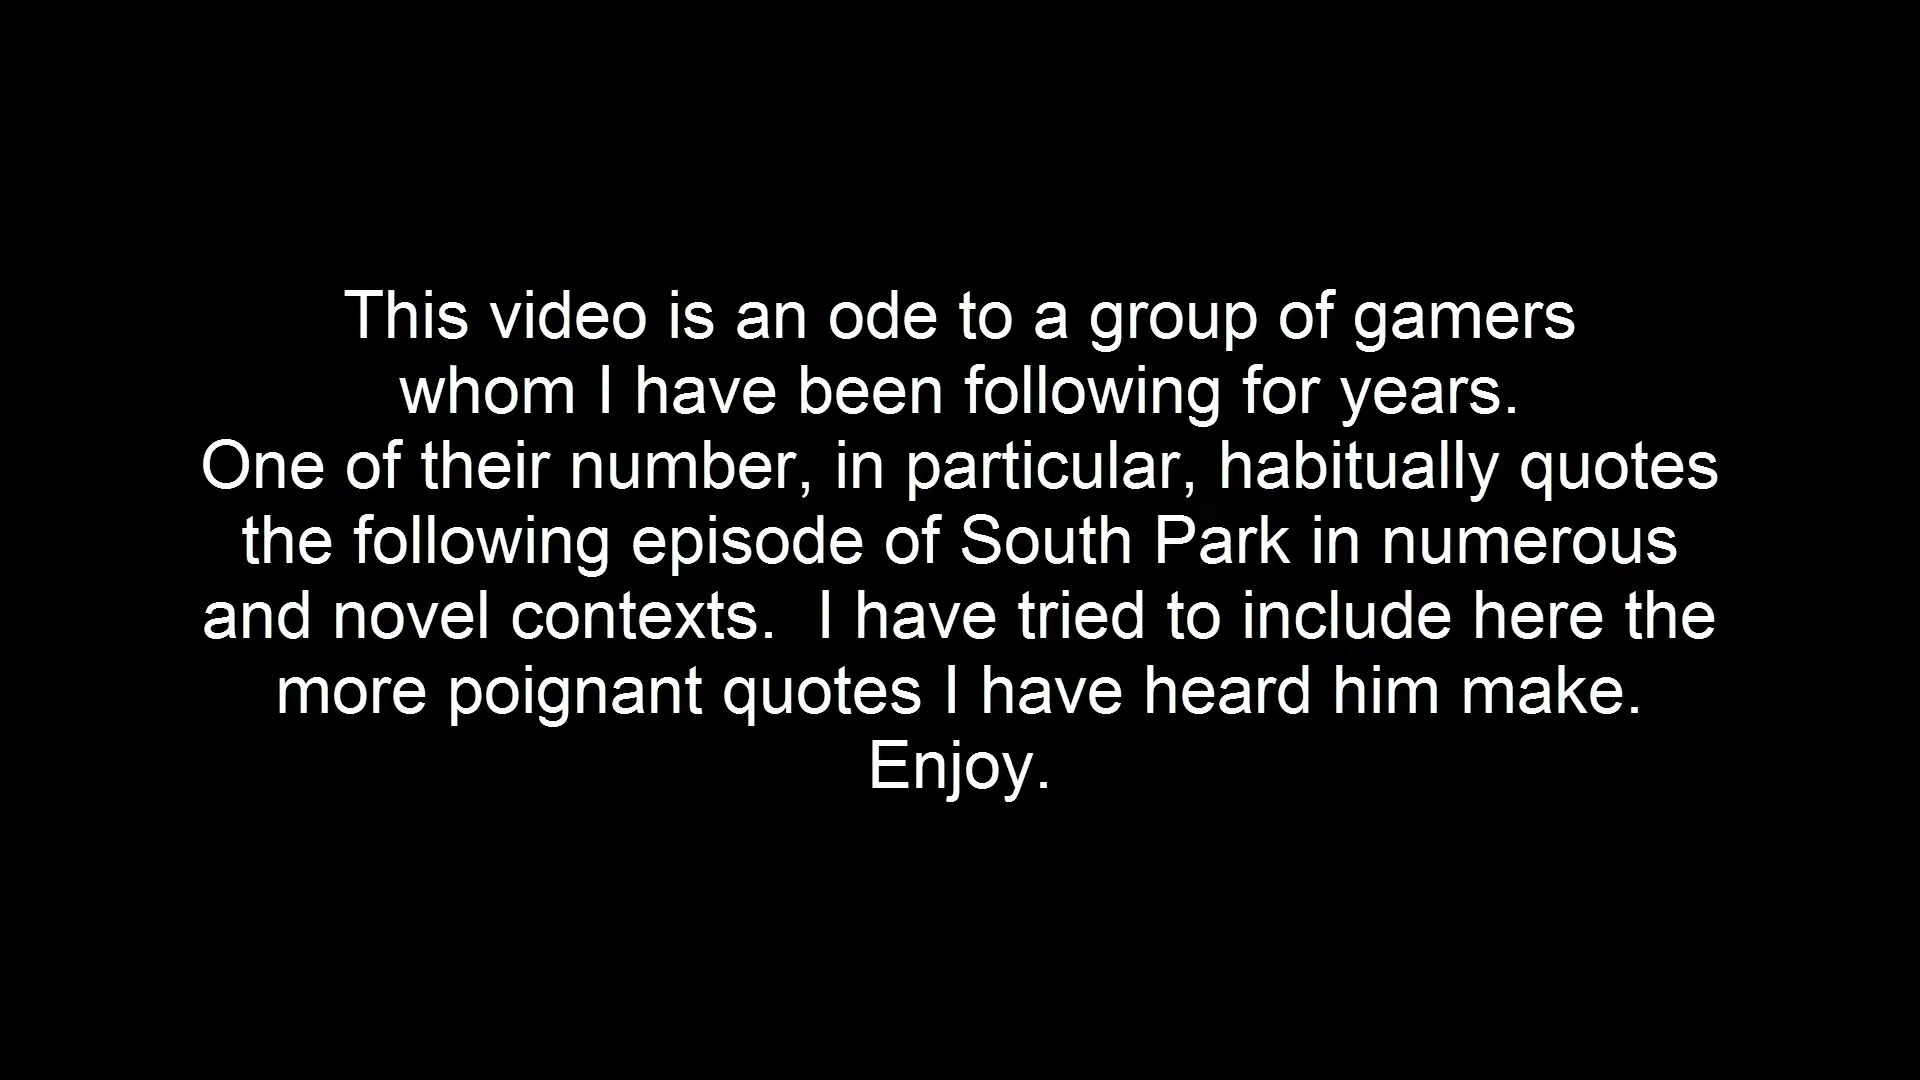 This video is an ode to a group of gamers
whom I have been following for years.
One of their number, in particular, habitually quotes
the following episode of South Park in numerous
and novel contexts.  I have tried to include here the
more poignant quotes I have heard him make.
Enjoy.